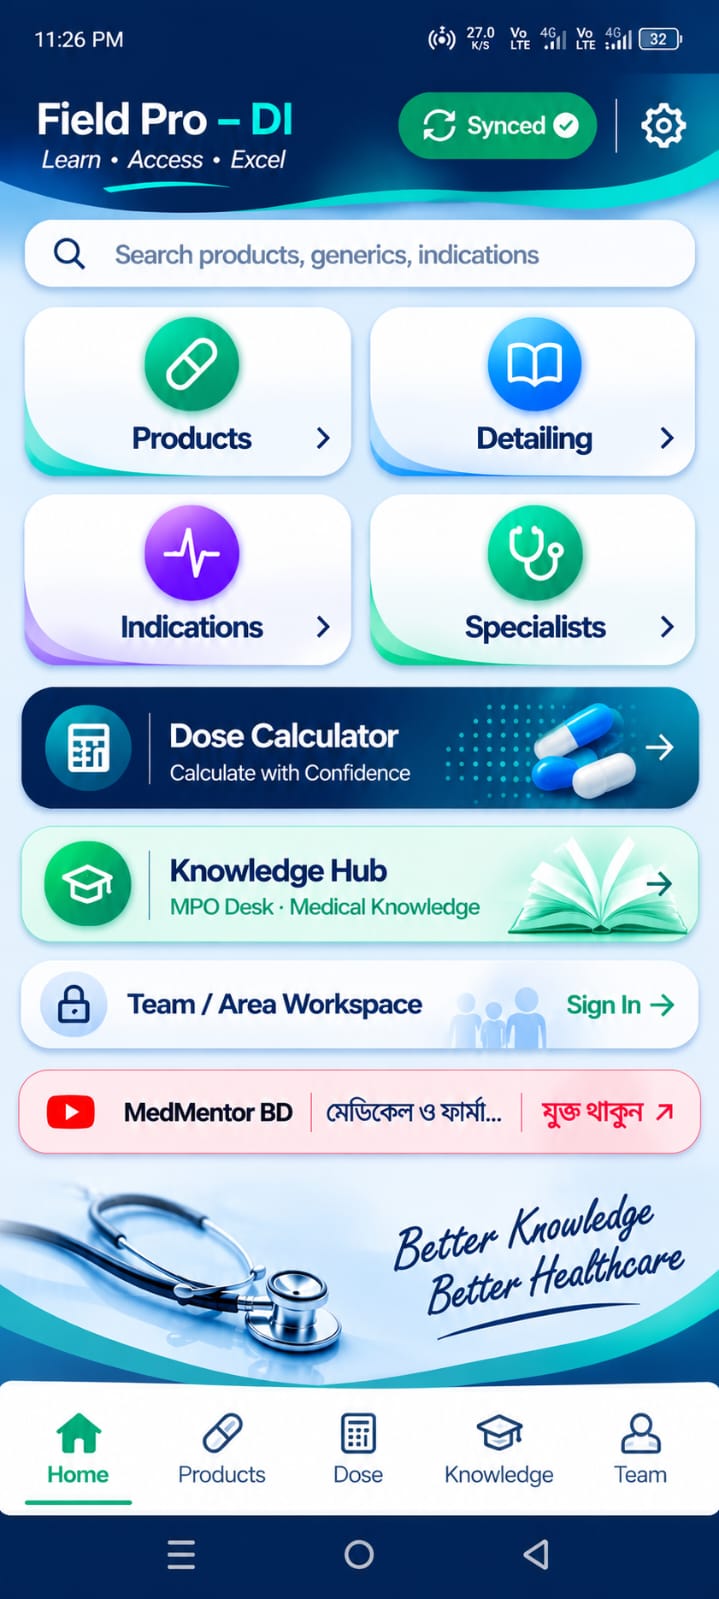 11:26 PM
27.0 K/S Vo LTE 4G Vo LTE 4G 32
Field Pro – DI
Learn • Access • Excel
Synced
Search products, generics, indications
Products
Detailing
Indications
Specialists
Dose Calculator
Calculate with Confidence
Knowledge Hub
MPO Desk · Medical Knowledge
Team / Area Workspace
Sign In
MedMentor BD
মেডিকেল ও ফার্মা...
যুক্ত থাকুন
Better Knowledge
Better Healthcare
Home
Products
Dose
Knowledge
Team